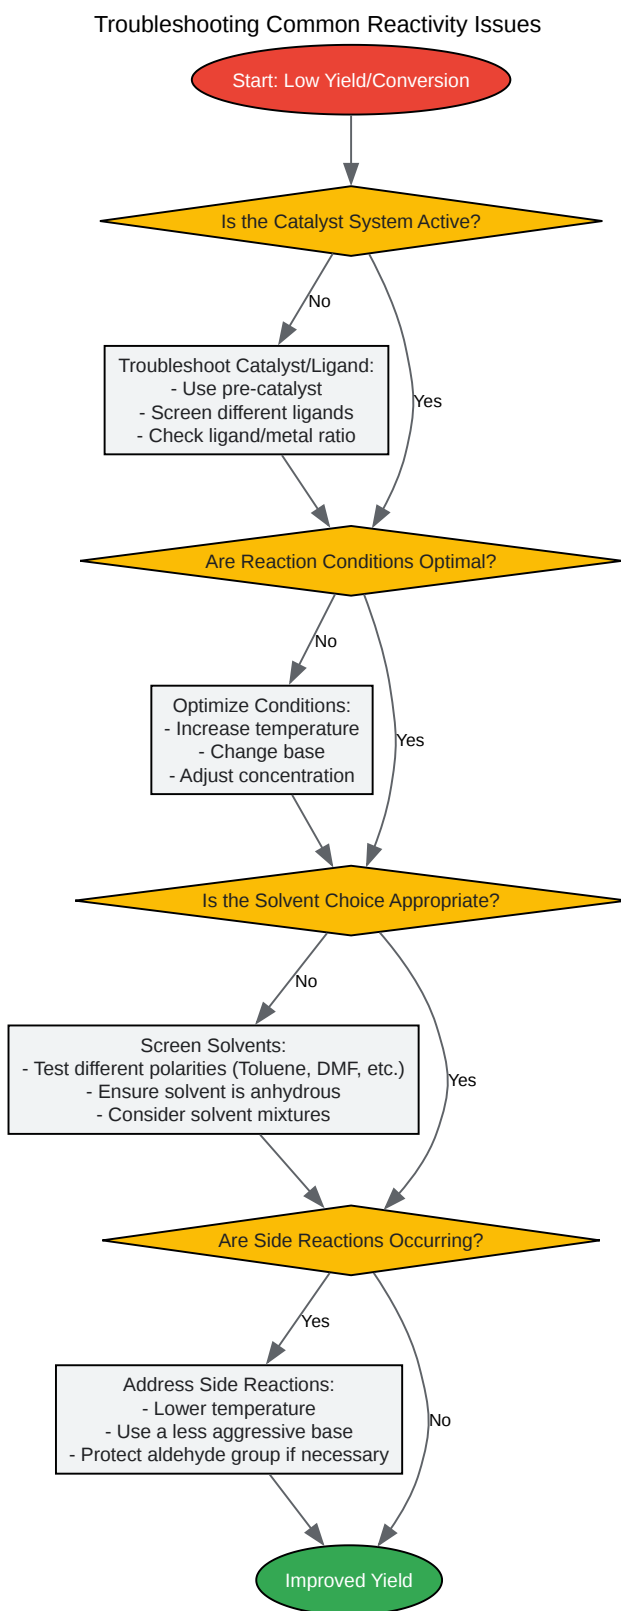 Troubleshooting Common Reactivity Issues
Start: Low Yield/Conversion
Is the Catalyst System Active?
No
Troubleshoot Catalyst/Ligand:
- Use pre-catalyst
- Screen different ligands
- Check ligand/metal ratio
Yes
Are Reaction Conditions Optimal?
No
Optimize Conditions:
- Increase temperature
- Change base
- Adjust concentration
Yes
Is the Solvent Choice Appropriate?
No
Screen Solvents:
- Test different polarities (Toluene, DMF, etc.)
- Ensure solvent is anhydrous
- Consider solvent mixtures
Yes
Are Side Reactions Occurring?
Yes
Address Side Reactions:
- Lower temperature
- Use a less aggressive base
- Protect aldehyde group if necessary
No
Improved Yield